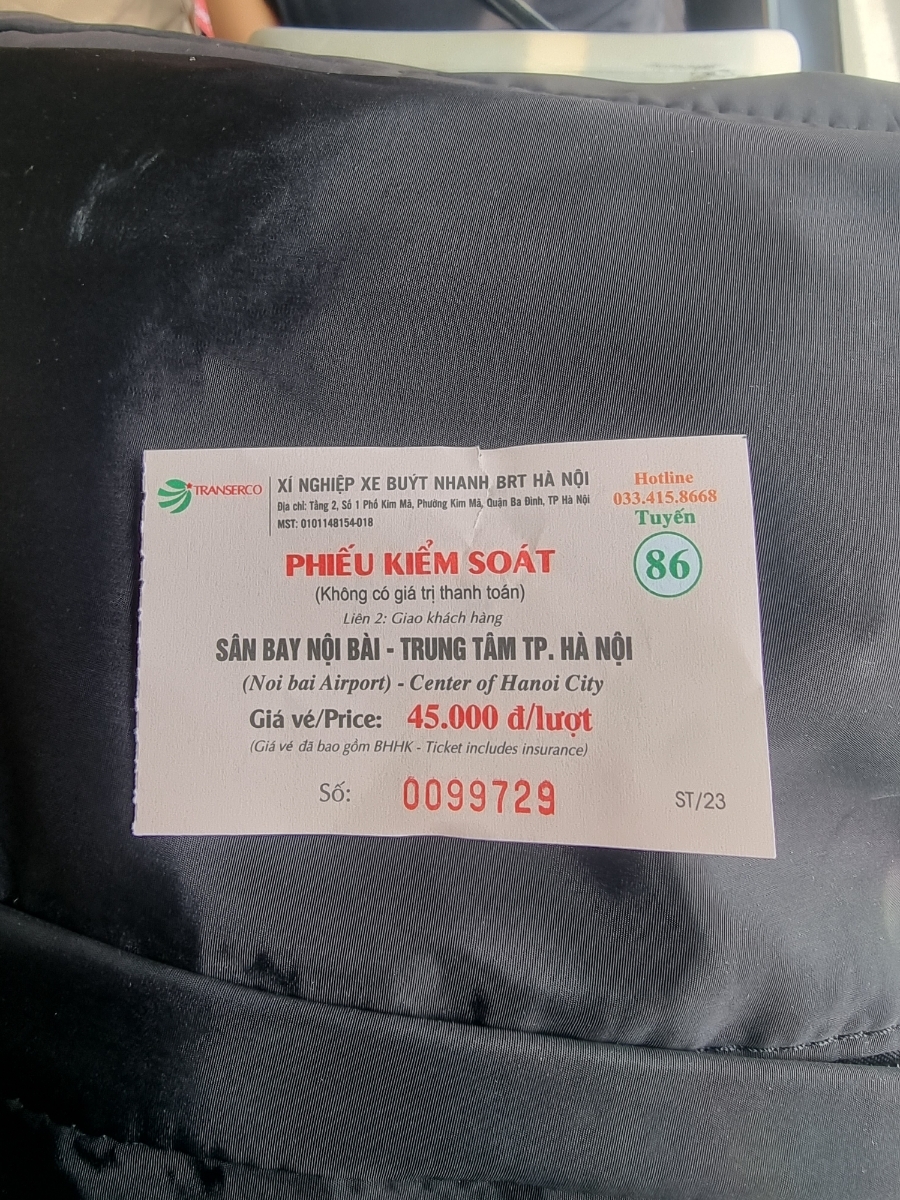 TRANSERCO
XÍ NGHIỆP XE BUÝT NHANH BRT HÀ NỘI
Địa chỉ: Tầng 2, Số 1 Phố Kim Mã, Phường Kim Mã, Quận Ba Đình, TP Hà Nội
MST: 0101148154-018
Hotline
033.415.8668
Tuyến
86
PHIẾU KIỂM SOÁT
(Không có giá trị thanh toán)
Liên 2: Giao khách hàng
SÂN BAY NỘI BÀI - TRUNG TÂM TP. HÀ NỘI
(Noi bai Airport) - Center of Hanoi City
Giá vé/Price: 45.000 đ/lượt
(Giá vé đã bao gồm BHHK - Ticket includes insurance)
Số: 0099729
ST/23